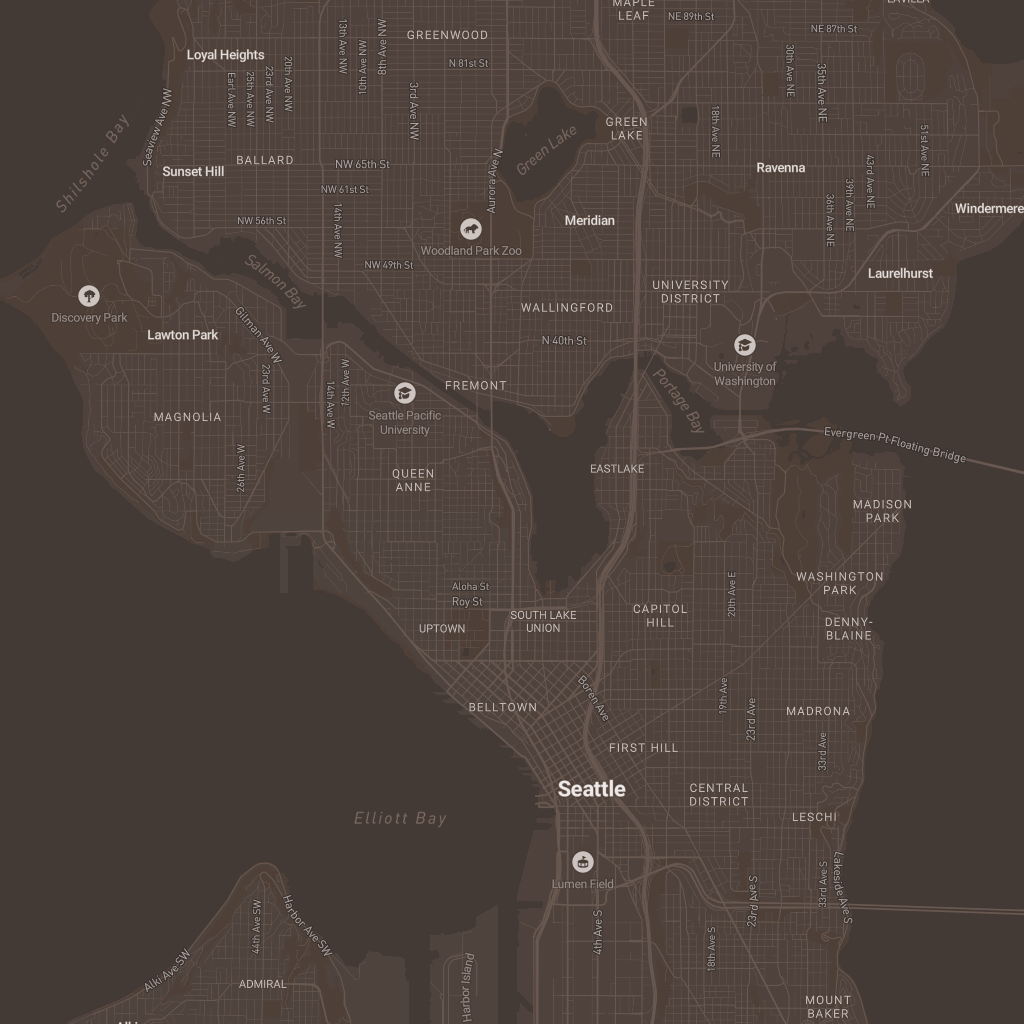 MAPLE
LEAF
NE 89th St
NE 87th St
GREENWOOD
13th Ave NW
10th Ave NW
8th Ave NW
Loyal Heights
N 81st St
20th Ave NW
23rd Ave NW
25th Ave NW
Earl Ave NW
3rd Ave NW
30th Ave NE
35th Ave NE
GREEN
LAKE
18th Ave NE
Green Lake
Shilshole Bay
Seaview Ave NW
BALLARD
NW 65th St
Sunset Hill
Ravenna
51st Ave NE
43rd Ave NE
39th Ave NE
36th Ave NE
NW 61st St
Aurora Ave N
Windermere
NW 56th St
14th Ave NW
Meridian
Woodland Park Zoo
NW 49th St
Salmon Bay
Laurelhurst
UNIVERSITY
DISTRICT
Discovery Park
WALLINGFORD
Lawton Park
Gilman Ave W
N 40th St
University of
Washington
FREMONT
23rd Ave W
14th Ave W
12th Ave W
Portage Bay
Seattle Pacific
University
MAGNOLIA
Evergreen Pt Floating Bridge
26th Ave W
QUEEN
ANNE
EASTLAKE
MADISON
PARK
Aloha St
Roy St
20th Ave E
WASHINGTON
PARK
UPTOWN
SOUTH LAKE
UNION
CAPITOL
HILL
DENNY-
BLAINE
BELLTOWN
Boren Ave
19th Ave
23rd Ave
MADRONA
33rd Ave
FIRST HILL
Seattle
CENTRAL
DISTRICT
Elliott Bay
LESCHI
Lumen Field
33rd Ave S
Lakeside Ave S
23rd Ave S
44th Ave SW
Harbor Ave SW
4th Ave S
18th Ave S
Alki Ave SW
ADMIRAL
Harbor Island
MOUNT
BAKER